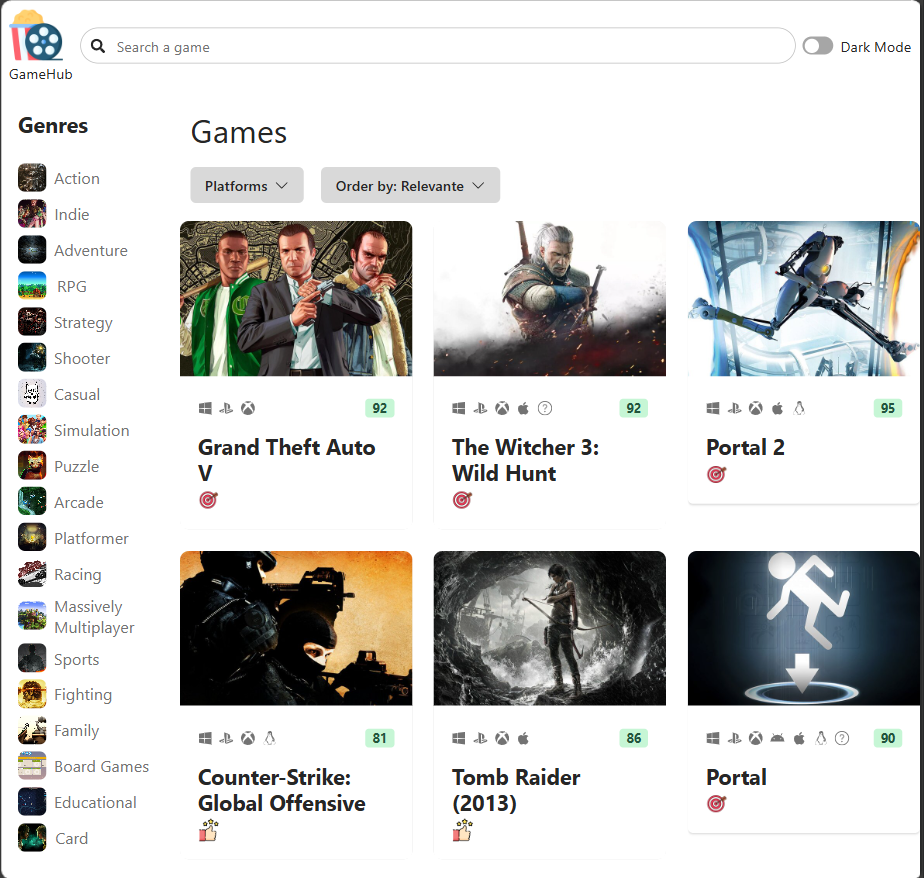 Search a game
Dark Mode
GameHub
Genres
Action
Indie
Adventure
RPG
Strategy
Shooter
Casual
Simulation
Puzzle
Arcade
Platformer
Racing
Massively
Multiplayer
Sports
Fighting
Family
Board Games
Educational
Card
Games
Platforms
Order by: Relevante
92
Grand Theft Auto
V
92
The Witcher 3:
Wild Hunt
95
Portal 2
81
Counter-Strike:
Global Offensive
86
Tomb Raider
(2013)
90
Portal